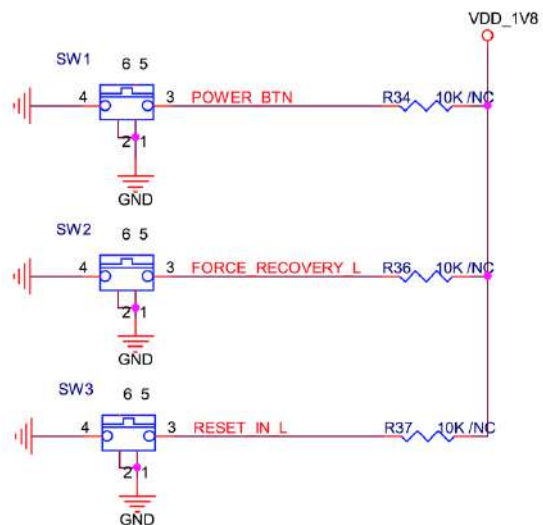 VDD_1V8
SW1
6 5
4
3
POWER_BTN
R34
10K /NC
2
1
GND
SW2
6 5
4
3
FORCE_RECOVERY_L
R36
10K /NC
2
1
GND
SW3
6 5
4
3
RESET_IN_L
R37
10K /NC
2
1
GND